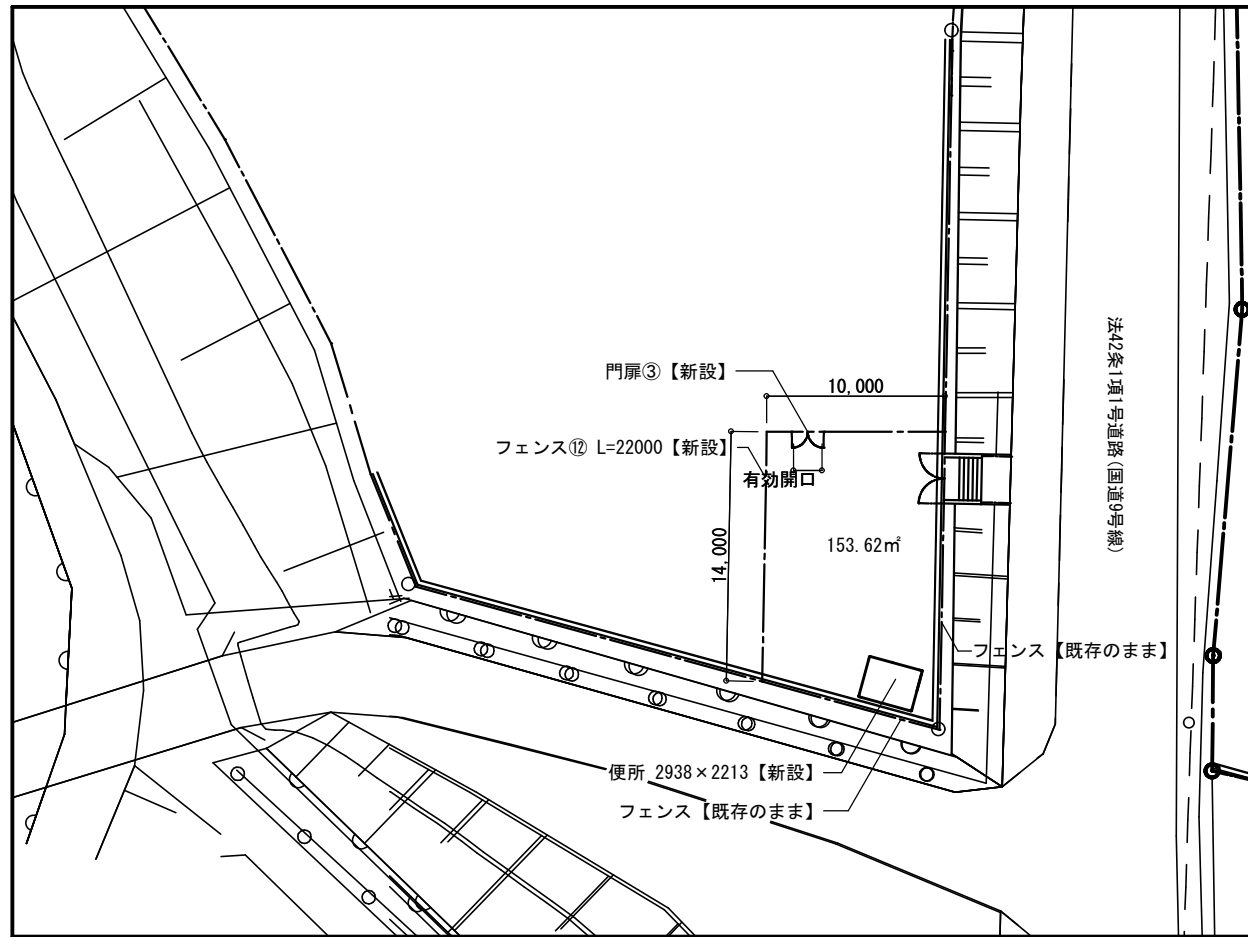 法42条1項1号道路(国道9号線)
門扉③【新設】
10,000
フェンス⑫ L=22000【新設】
有効開口
14,000
153.62㎡
フェンス【既存のまま】
便所 2938×2213【新設】
フェンス【既存のまま】